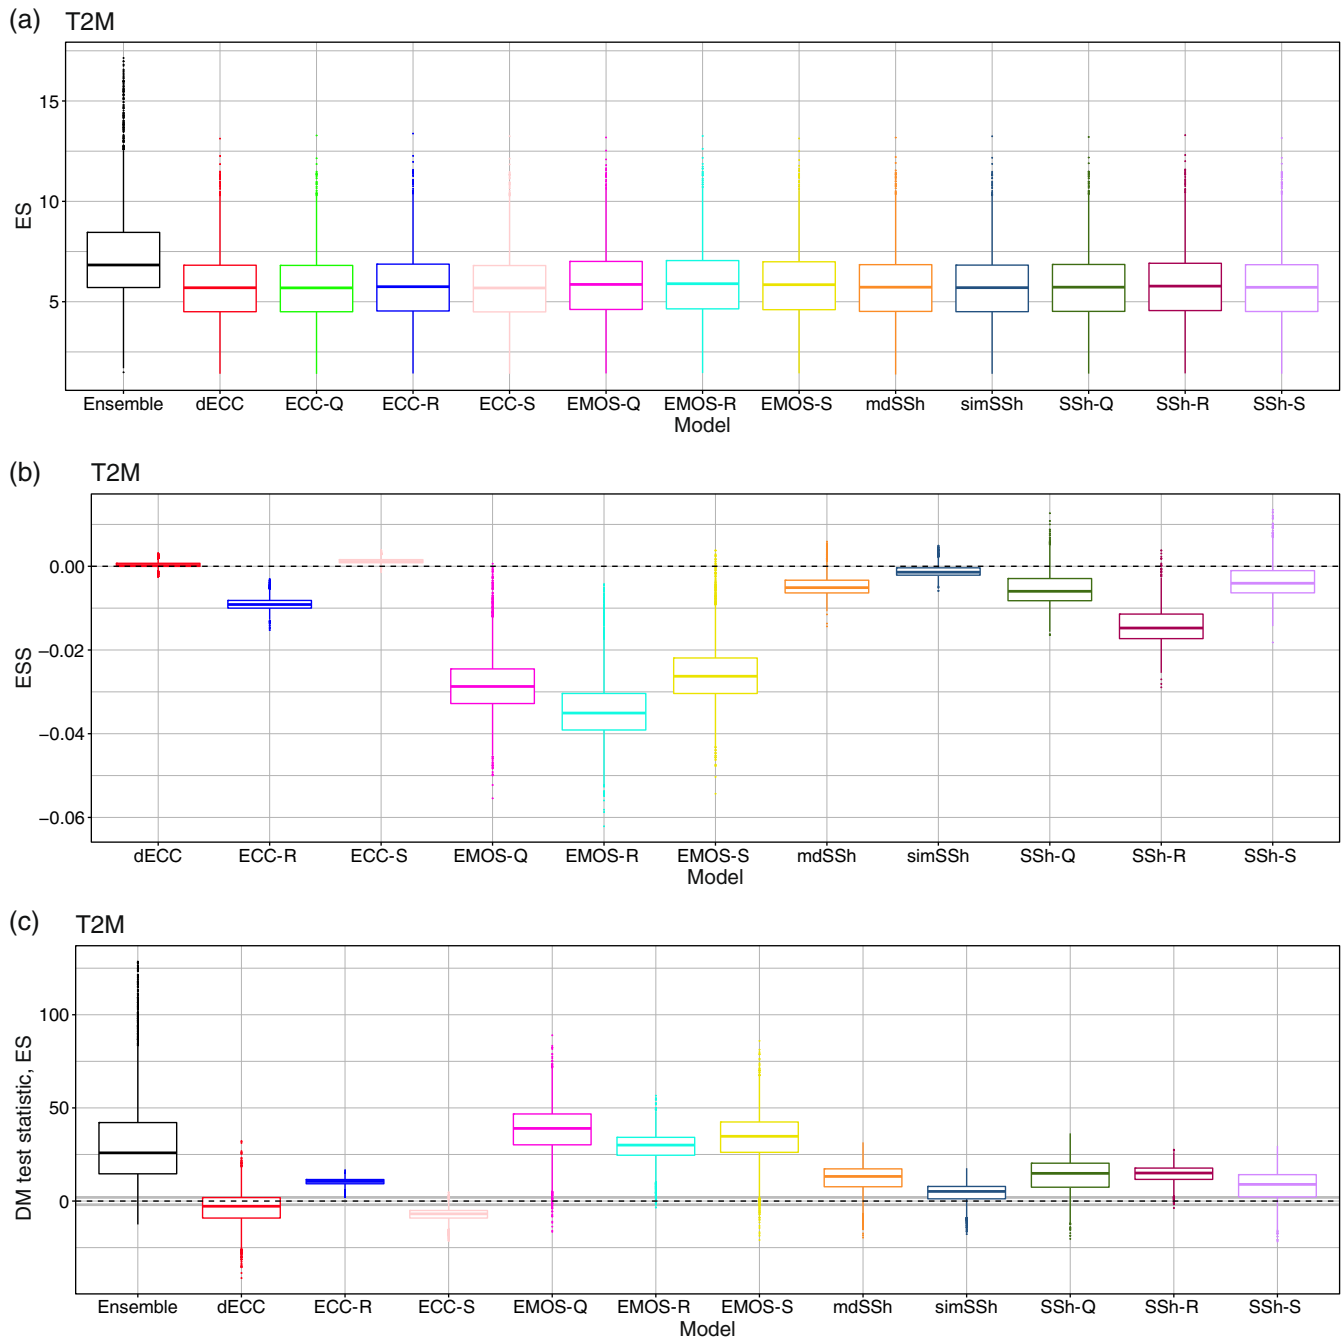 (a) T2M
15
10
5
ES
Ensemble dECC ECC-Q ECC-R ECC-S EMOS-Q EMOS-R EMOS-S mdSSh simSSh SSh-Q SSh-R SSh-S
Model
(b) T2M
0.00
−0.02
−0.04
−0.06
ESS
dECC ECC-R ECC-S EMOS-Q EMOS-R EMOS-S mdSSh simSSh SSh-Q SSh-R SSh-S
Model
(c) T2M
100
50
0
DM test statistic, ES
Ensemble dECC ECC-R ECC-S EMOS-Q EMOS-R EMOS-S mdSSh simSSh SSh-Q SSh-R SSh-S
Model